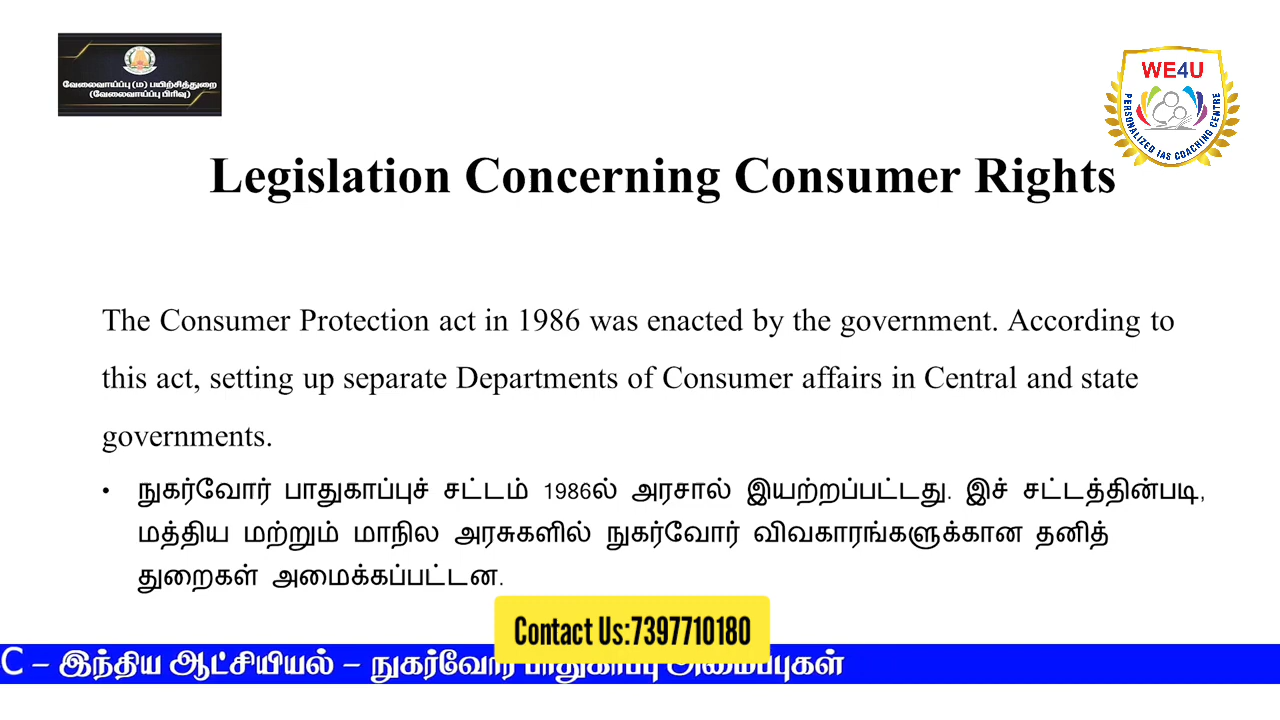 வேலைவாய்ப்பு (ம) பயிற்சித்துறை
(வேலைவாய்ப்பு பிரிவு)
WE4U
PERSONALIZED IAS COACHING CENTRE
Legislation Concerning Consumer Rights
The Consumer Protection act in 1986 was enacted by the government. According to
this act, setting up separate Departments of Consumer affairs in Central and state
governments.
• நுகர்வோர் பாதுகாப்புச் சட்டம் 1986ல் அரசால் இயற்றப்பட்டது. இச் சட்டத்தின்படி,
மத்திய மற்றும் மாநில அரசுகளில் நுகர்வோர் விவகாரங்களுக்கான தனித்
துறைகள் அமைக்கப்பட்டன.
Contact Us:7397710180
C – இந்திய ஆட்சியியல் – நுகர்வோர் பாதுகாப்பு அமைப்புகள்